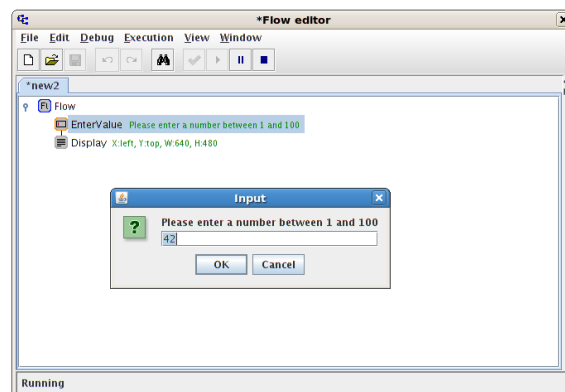 *Flow editor
File Edit Debug Execution View Window
*new2
Fl Flow
EnterValue Please enter a number between 1 and 100
Display X:left, Y:top, W:640, H:480
Input
Please enter a number between 1 and 100
42
OK Cancel
Running